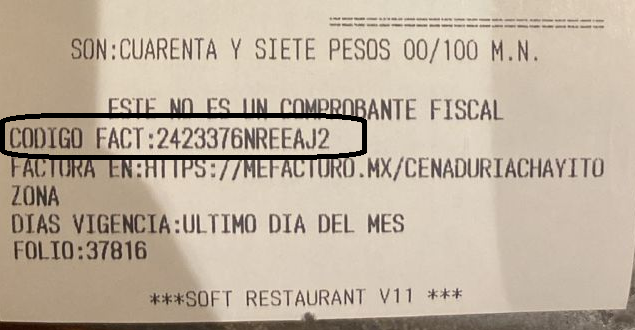 SON:CUARENTA Y SIETE PESOS 00/100 M.N.
ESTE NO ES UN COMPROBANTE FISCAL
CODIGO FACT:2423376NREEAJ2
FACTURA EN:HTTPS://MEFACTURO.MX/CENADURIACHAYITO
ZONA
DIAS VIGENCIA:ULTIMO DIA DEL MES
FOLIO:37816
***SOFT RESTAURANT V11 ***